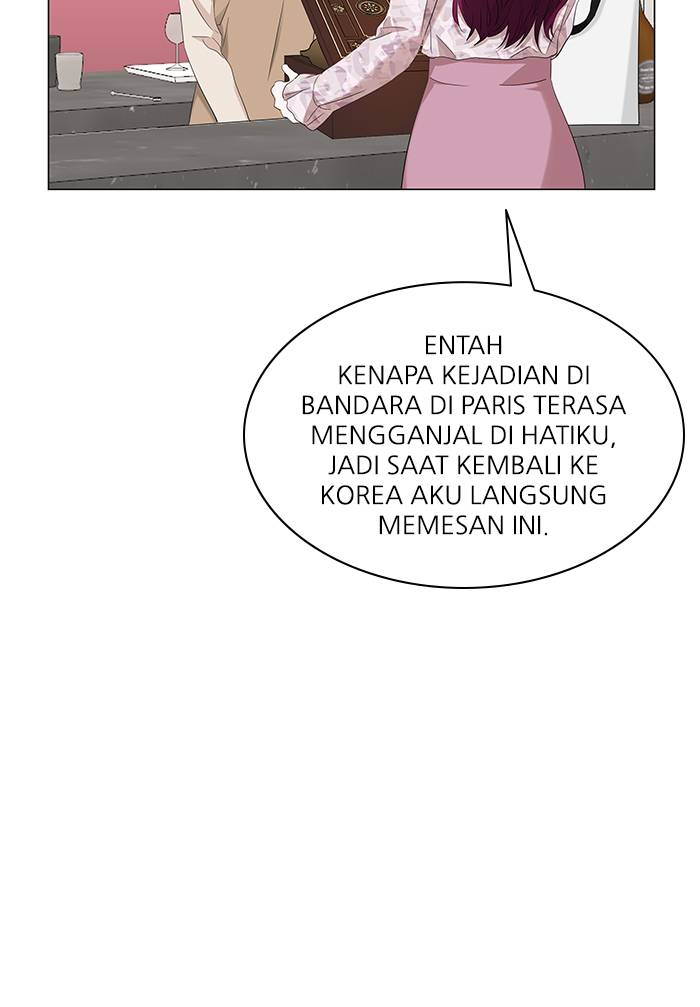 ENTAH
KENAPA KEJADIAN DI
BANDARA DI PARIS TERASA
MENGGANJAL DI HATIKU,
JADI SAAT KEMBALI KE
KOREA AKU LANGSUNG
MEMESAN INI.